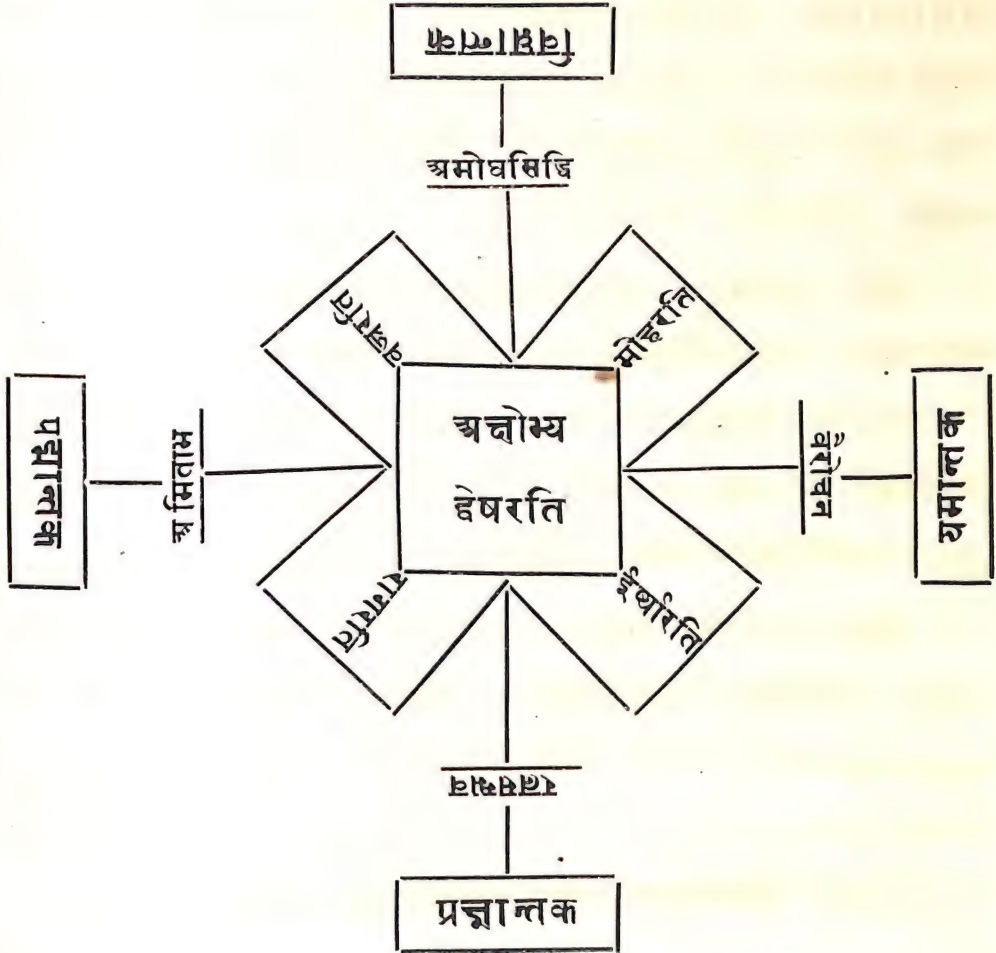 विघ्नान्तक
अमोघसिद्धि
वज्ररति
मोहरति
पद्मान्तक
अमिताभ
अक्षोभ्य
द्वेषरति
वैरोचन
यमान्तक
रागरति
ईर्ष्यारति
रत्नसम्भव
प्रज्ञान्तक